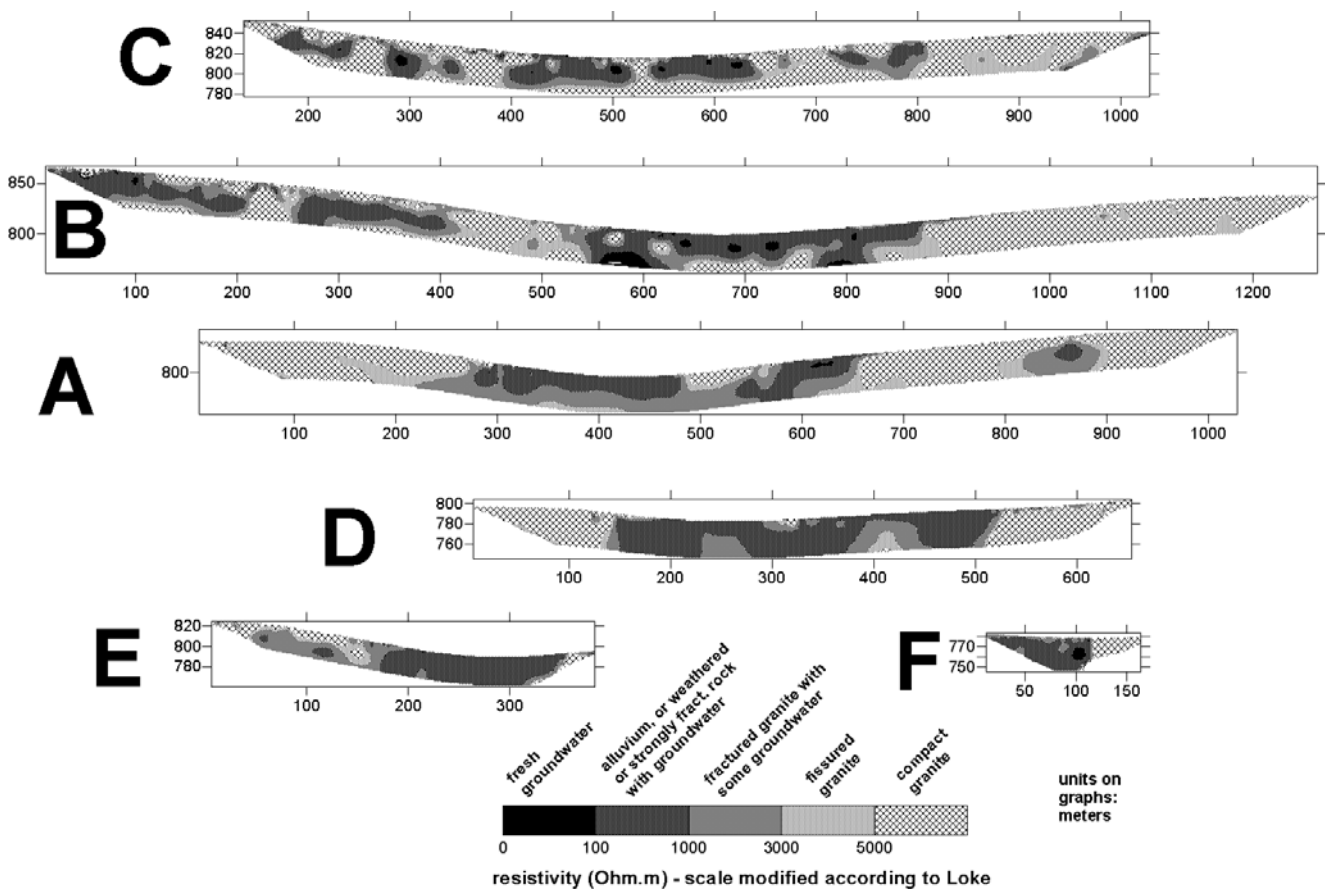 C
840
820
800
780
200 300 400 500 600 700 800 900 1000
B
850
800
100 200 300 400 500 600 700 800 900 1000 1100 1200
A
800
100 200 300 400 500 600 700 800 900 1000
D
800
780
760
100 200 300 400 500 600
E
820
800
780
100 200 300
F
770
750
50 100 150
fresh
groundwater
alluvium, or weathered
or strongly fract. rock
with groundwater
fractured granite with
some groundwater
fissured
granite
compact
granite
units on
graphs:
meters
0 100 1000 3000 5000
resistivity (Ohm.m) - scale modified according to Loke